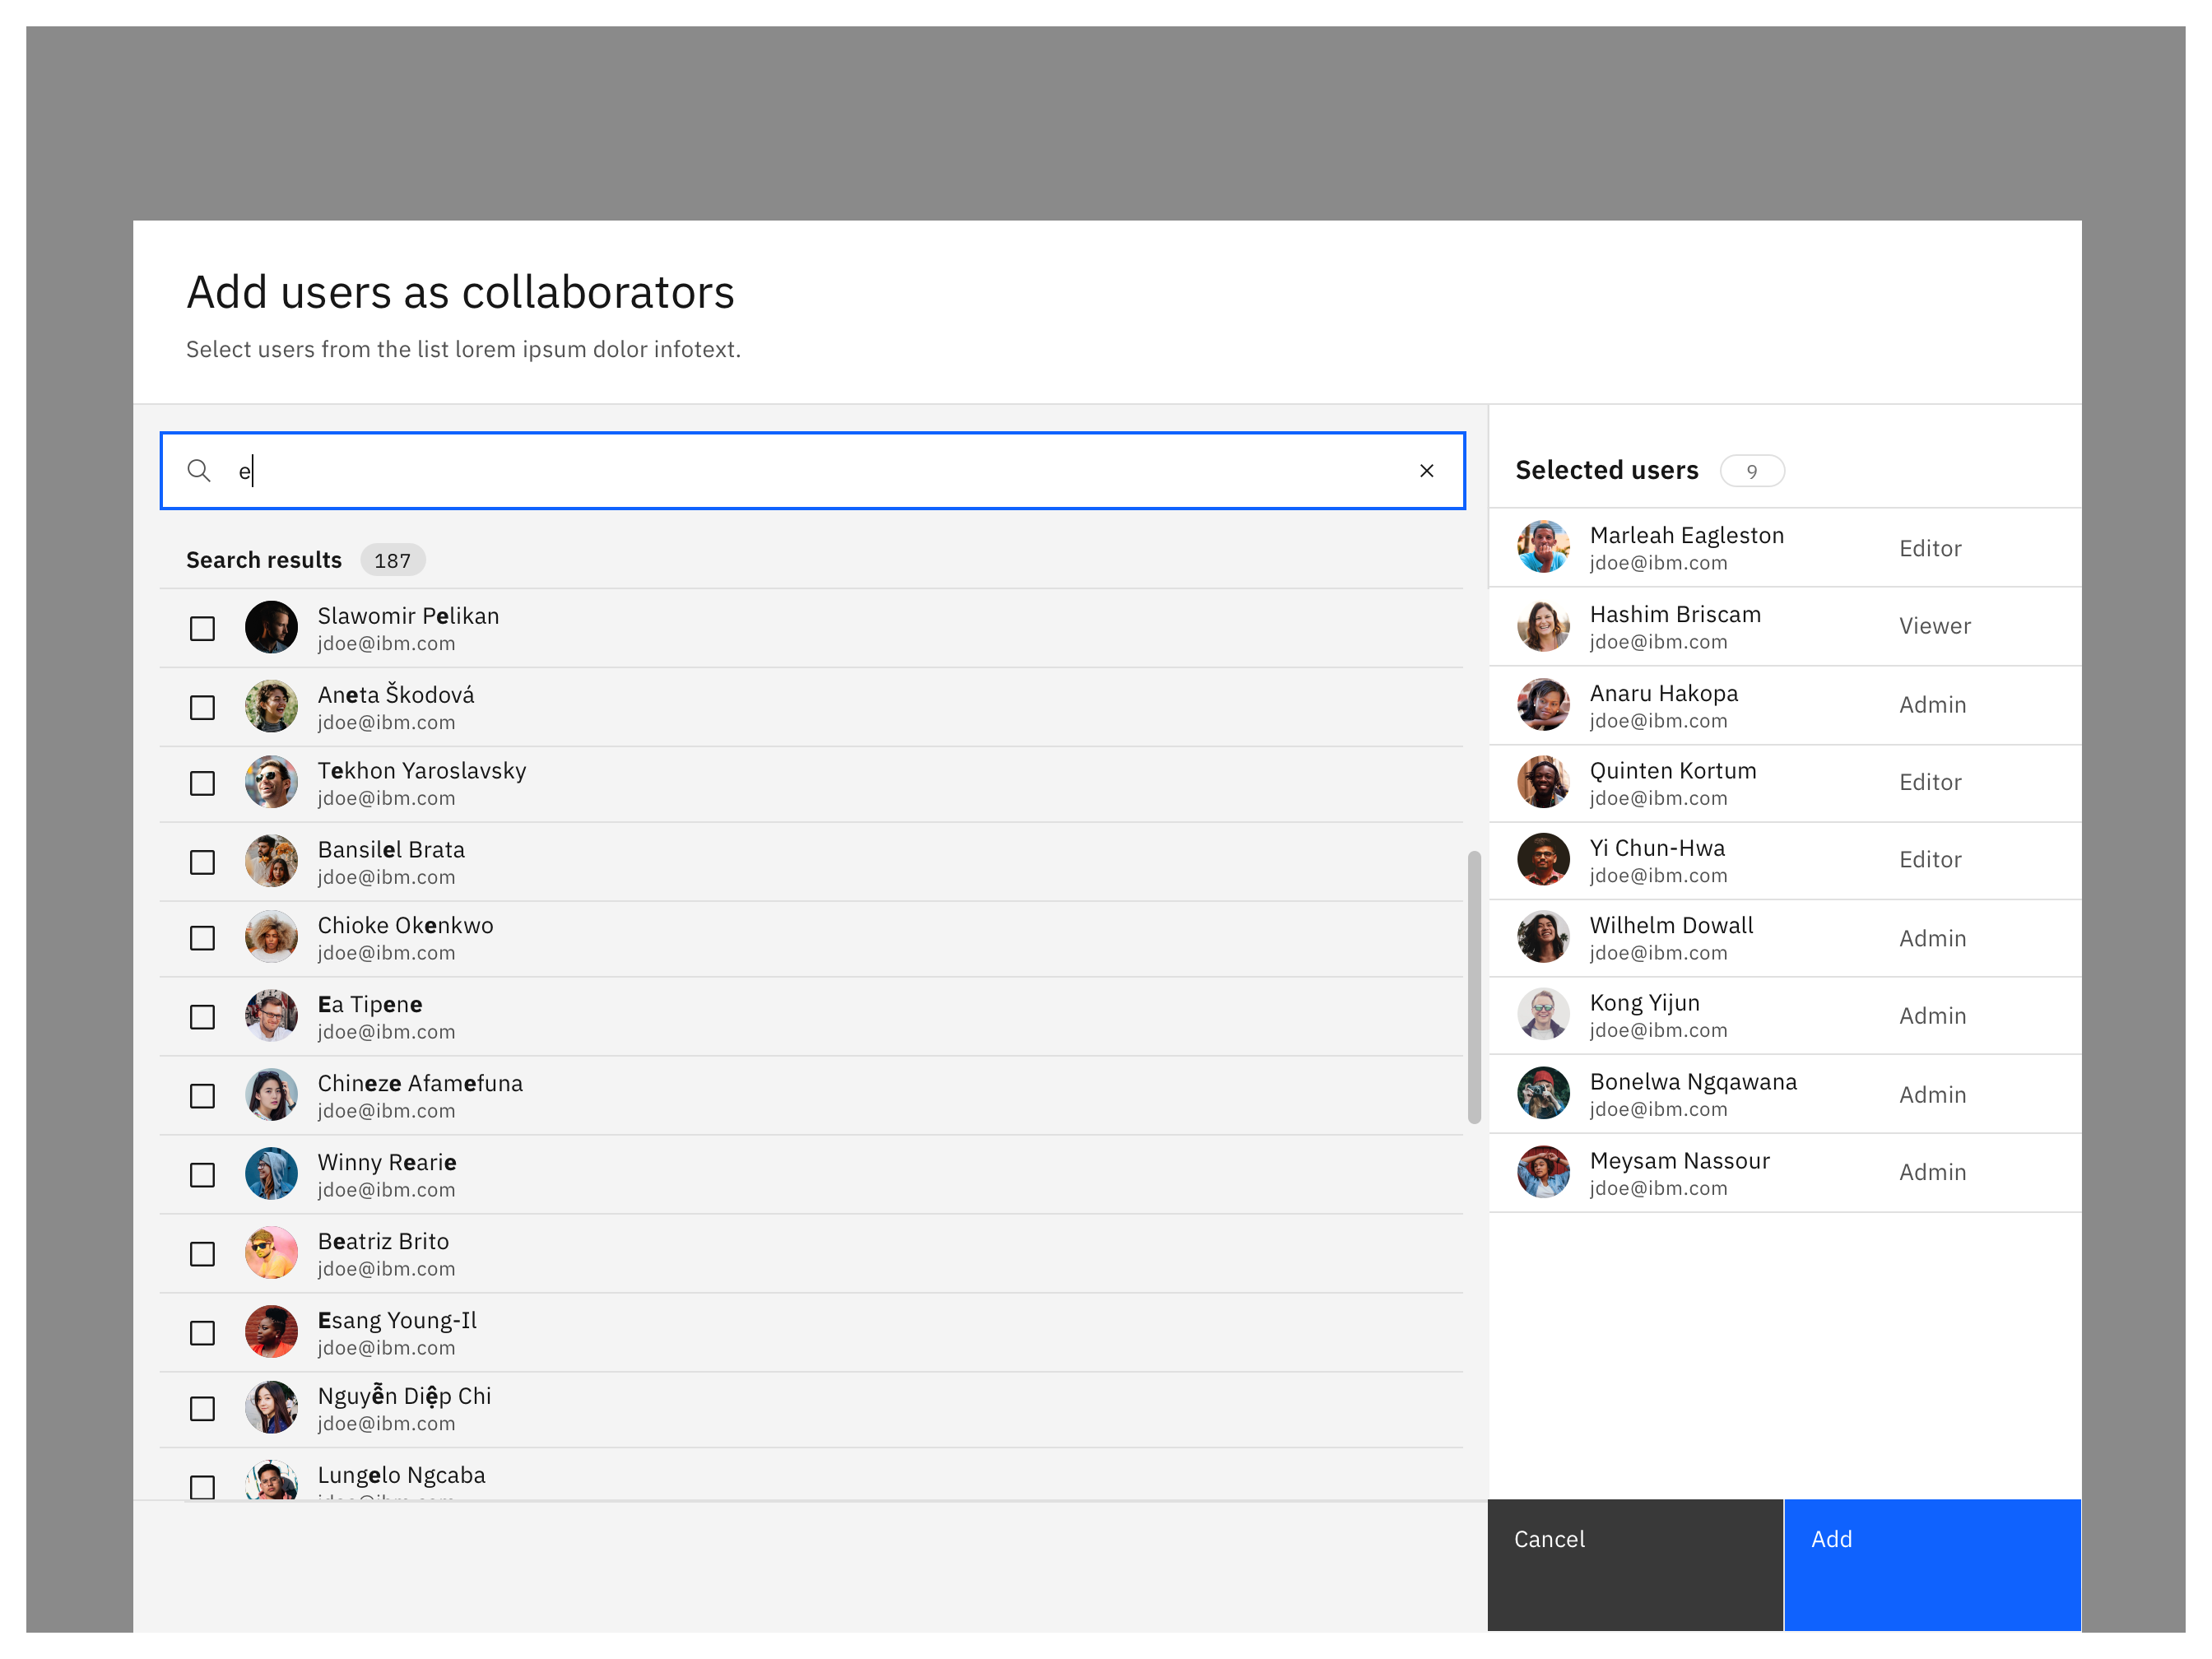 Add users as collaborators
Select users from the list lorem ipsum dolor infotext.
e
Search results 187
Slawomir Pelikan
jdoe@ibm.com
Aneta Škodová
jdoe@ibm.com
Tekhon Yaroslavsky
jdoe@ibm.com
Bansilel Brata
jdoe@ibm.com
Chioke Okenkwo
jdoe@ibm.com
Ea Tipene
jdoe@ibm.com
Chineze Afamefuna
jdoe@ibm.com
Winny Rearie
jdoe@ibm.com
Beatriz Brito
jdoe@ibm.com
Esang Young-Il
jdoe@ibm.com
Nguyễn Diệp Chi
jdoe@ibm.com
Lungelo Ngcaba
Selected users 9
Marleah Eagleston
jdoe@ibm.com
Editor
Hashim Briscam
jdoe@ibm.com
Viewer
Anaru Hakopa
jdoe@ibm.com
Admin
Quinten Kortum
jdoe@ibm.com
Editor
Yi Chun-Hwa
jdoe@ibm.com
Editor
Wilhelm Dowall
jdoe@ibm.com
Admin
Kong Yijun
jdoe@ibm.com
Admin
Bonelwa Ngqawana
jdoe@ibm.com
Admin
Meysam Nassour
jdoe@ibm.com
Admin
Cancel
Add